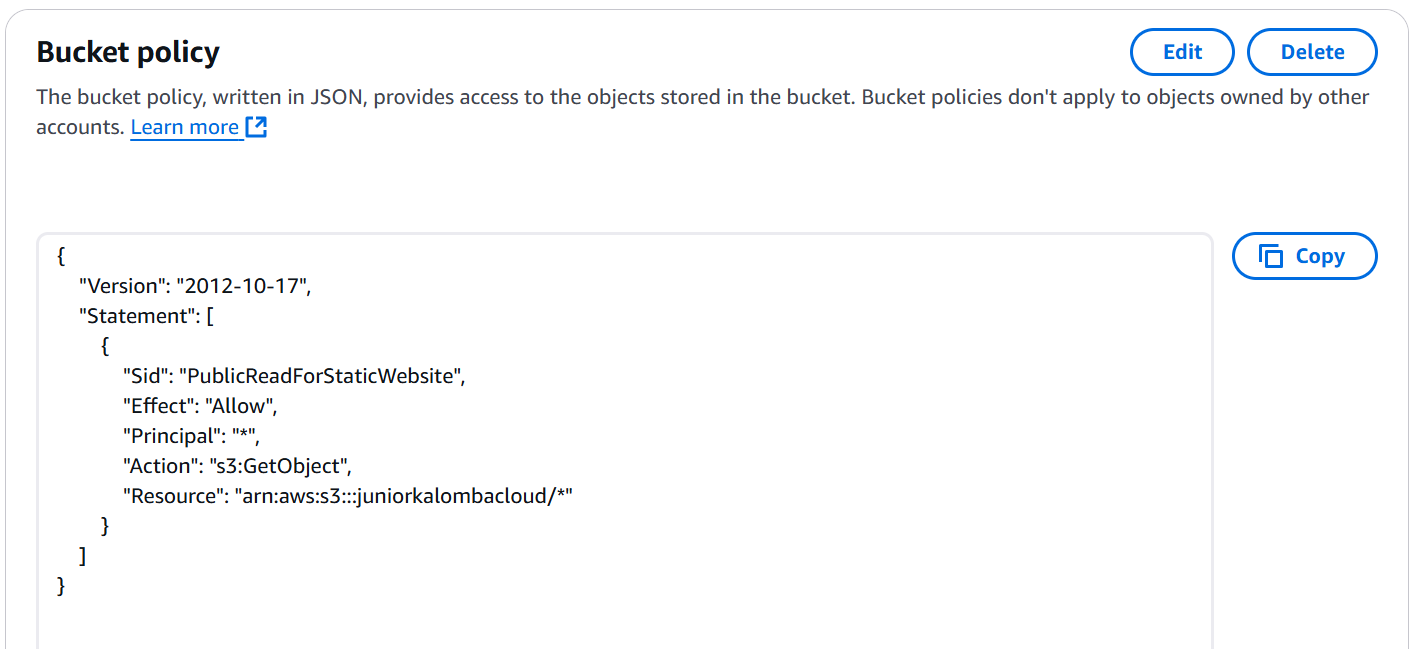 Bucket policy
Edit
Delete
The bucket policy, written in JSON, provides access to the objects stored in the bucket. Bucket policies don't apply to objects owned by other
accounts. Learn more
Copy
{
    "Version": "2012-10-17",
    "Statement": [
        {
            "Sid": "PublicReadForStaticWebsite",
            "Effect": "Allow",
            "Principal": "*",
            "Action": "s3:GetObject",
            "Resource": "arn:aws:s3:::juniorkalombacloud/*"
        }
    ]
}